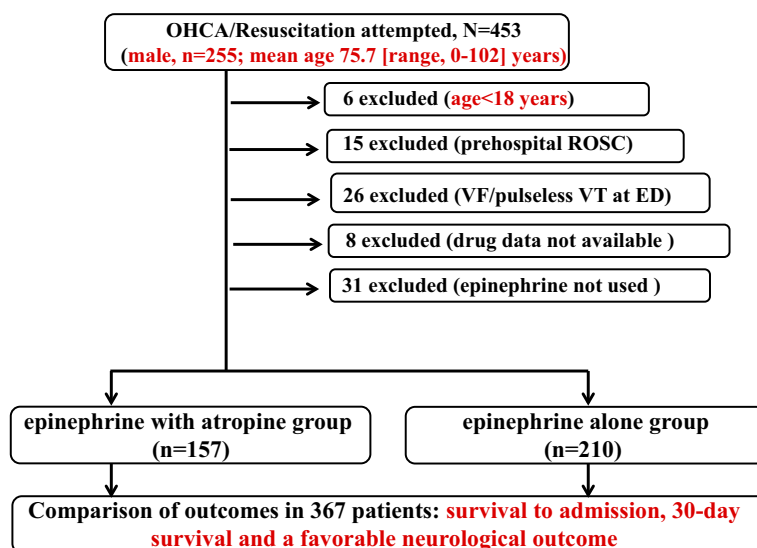 OHCA/Resuscitation attempted, N=453
(male, n=255; mean age 75.7 [range, 0-102] years)
6 excluded (age<18 years)
15 excluded (prehospital ROSC)
26 excluded (VF/pulseless VT at ED)
8 excluded (drug data not available )
31 excluded (epinephrine not used )
epinephrine with atropine group
(n=157)
epinephrine alone group
(n=210)
Comparison of outcomes in 367 patients: survival to admission, 30-day
survival and a favorable neurological outcome